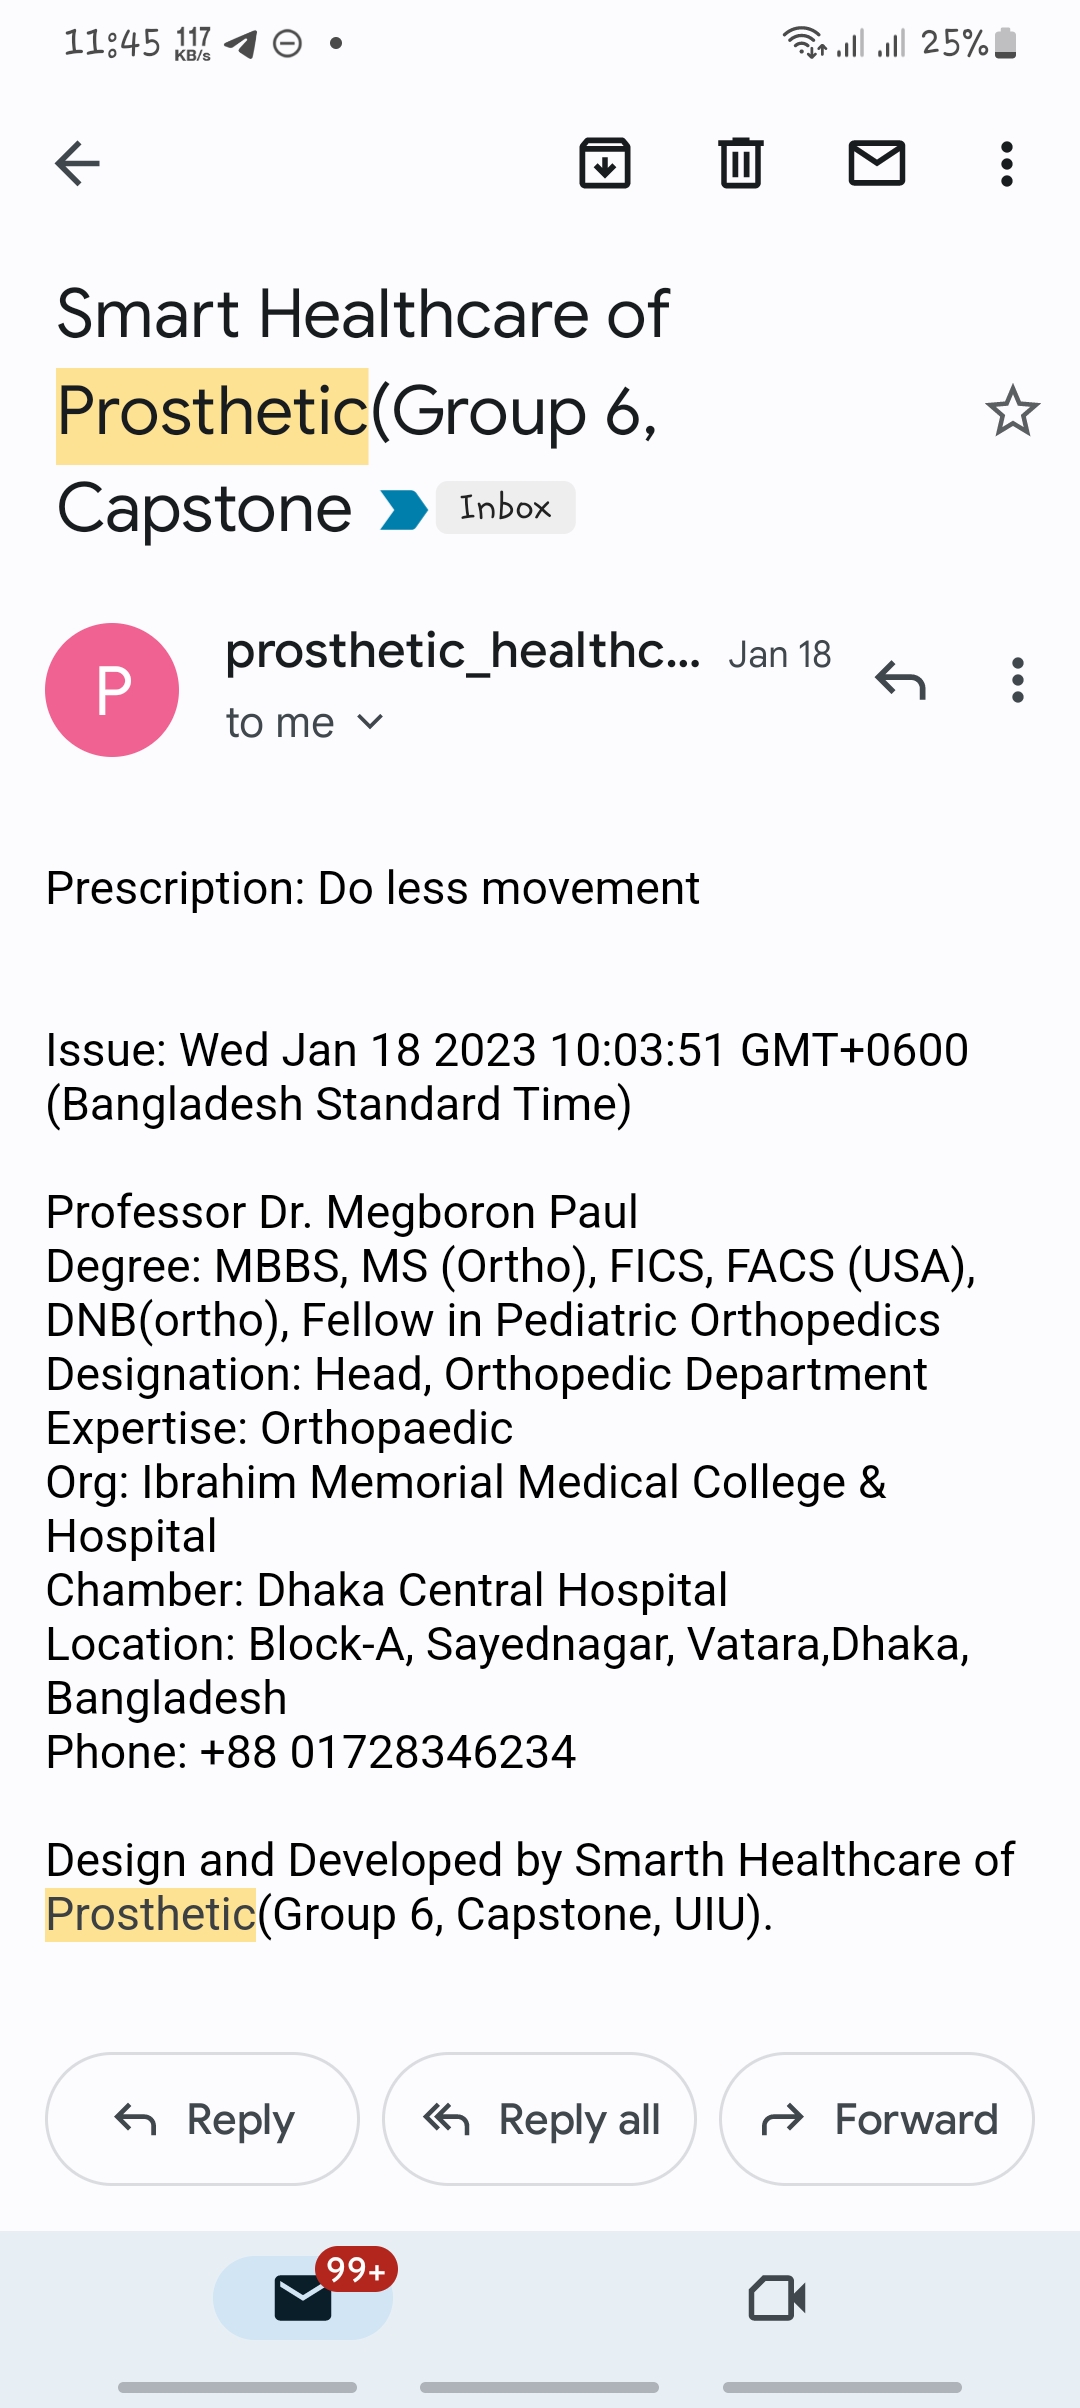 11:45 117 KB/s 25%
Smart Healthcare of
Prosthetic(Group 6,
Capstone Inbox
P
prosthetic_healthc... Jan 18
to me
Prescription: Do less movement
Issue: Wed Jan 18 2023 10:03:51 GMT+0600
(Bangladesh Standard Time)
Professor Dr. Megboron Paul
Degree: MBBS, MS (Ortho), FICS, FACS (USA),
DNB(ortho), Fellow in Pediatric Orthopedics
Designation: Head, Orthopedic Department
Expertise: Orthopaedic
Org: Ibrahim Memorial Medical College &
Hospital
Chamber: Dhaka Central Hospital
Location: Block-A, Sayednagar, Vatara,Dhaka,
Bangladesh
Phone: +88 01728346234
Design and Developed by Smarth Healthcare of
Prosthetic(Group 6, Capstone, UIU).
Reply Reply all Forward
99+